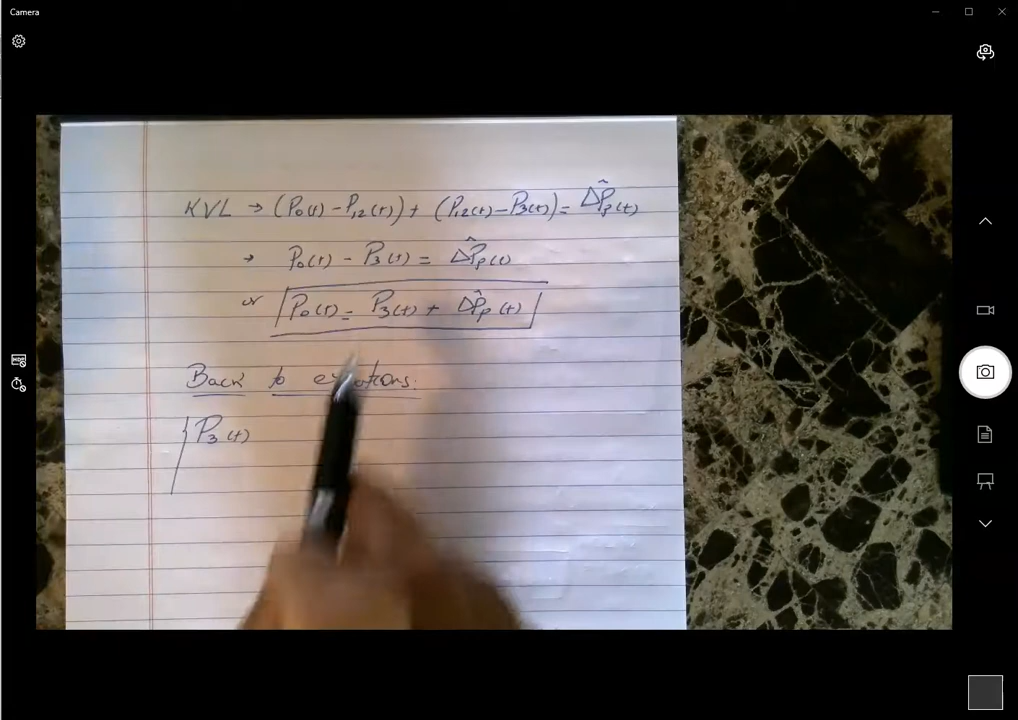 Camera
KVL → (P₀(t) - P₁₂(t)) + (P₁₂(t) - P₃(t)) = ΔP̂p(t)
→ P₀(t) - P₃(t) = ΔP̂p(t)
or P₀(t) = P₃(t) + ΔP̂p(t)
Back to equations:
{ P₃(t)